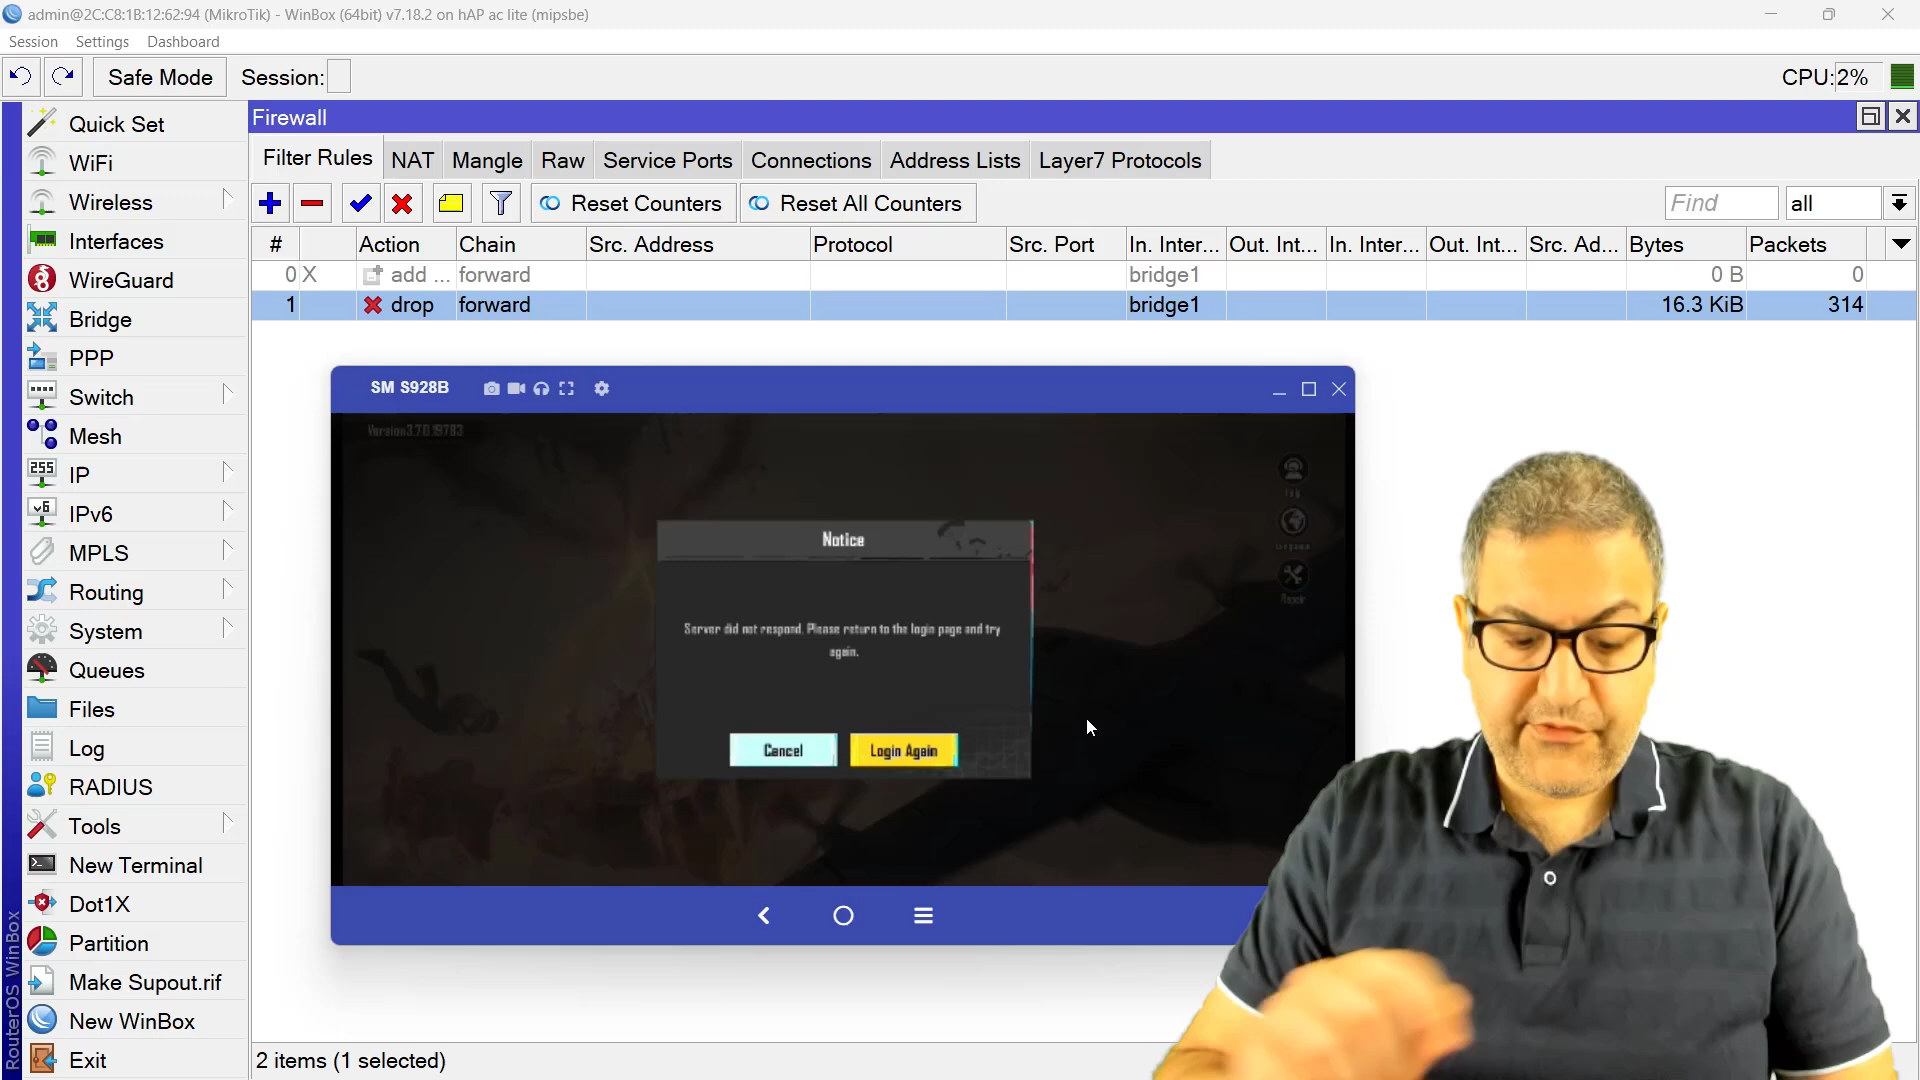 admin@2C:C8:1B:12:62:94 (MikroTik) - WinBox (64bit) v7.18.2 on hAP ac lite (mipsbe)
Session Settings Dashboard
Safe Mode Session: CPU: 2%
Quick Set
WiFi
Wireless
Interfaces
WireGuard
Bridge
PPP
Switch
Mesh
255 IP
v6 IPv6
MPLS
Routing
System
Queues
Files
Log
RADIUS
Tools
New Terminal
Dot1X
Partition
Make Supout.rif
New WinBox
Exit
RouterOS WinBox
Firewall
Filter Rules NAT Mangle Raw Service Ports Connections Address Lists Layer7 Protocols
Reset Counters Reset All Counters Find all
# Action Chain Src. Address Protocol Src. Port In. Inter... Out. Int... In. Inter... Out. Int... Src. Ad... Bytes Packets
0 X add ... forward bridge1 0 B 0
1 drop forward bridge1 16.3 KiB 314
SM S928B
Version3.7.0.19783
Repair
Notice
Server did not respond. Please return to the login page and try
again.
Cancel Login Again
2 items (1 selected)